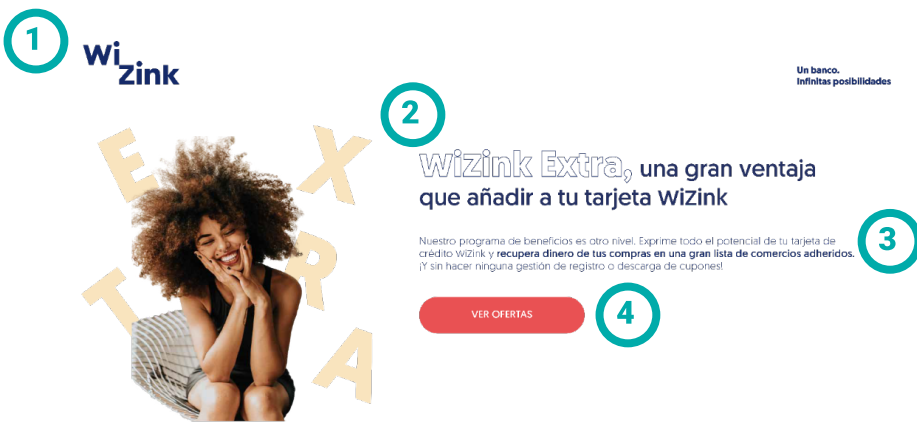 1
Wi
Zink
Un banco.
Infinitas posibilidades
2
E X
T R
A
WiZink Extra, una gran ventaja
que añadir a tu tarjeta WiZink
Nuestro programa de beneficios es otro nivel. Exprime todo el potencial de tu tarjeta de
crédito WiZink y recupera dinero de tus compras en una gran lista de comercios adheridos.
¡Y sin hacer ninguna gestión de registro o descarga de cupones!
3
VER OFERTAS
4